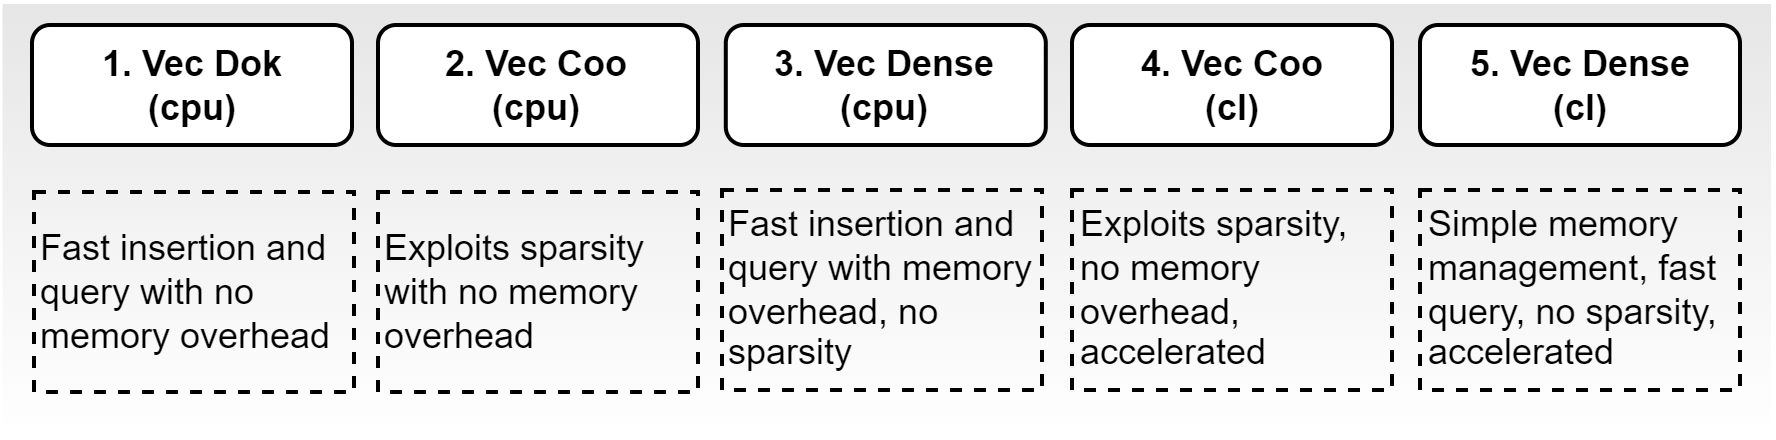 1. Vec Dok
(cpu)
2. Vec Coo
(cpu)
3. Vec Dense
(cpu)
4. Vec Coo
(cl)
5. Vec Dense
(cl)
Fast insertion and
query with no
memory overhead
Exploits sparsity
with no memory
overhead
Fast insertion and
query with memory
overhead, no
sparsity
Exploits sparsity,
no memory
overhead,
accelerated
Simple memory
management, fast
query, no sparsity,
accelerated